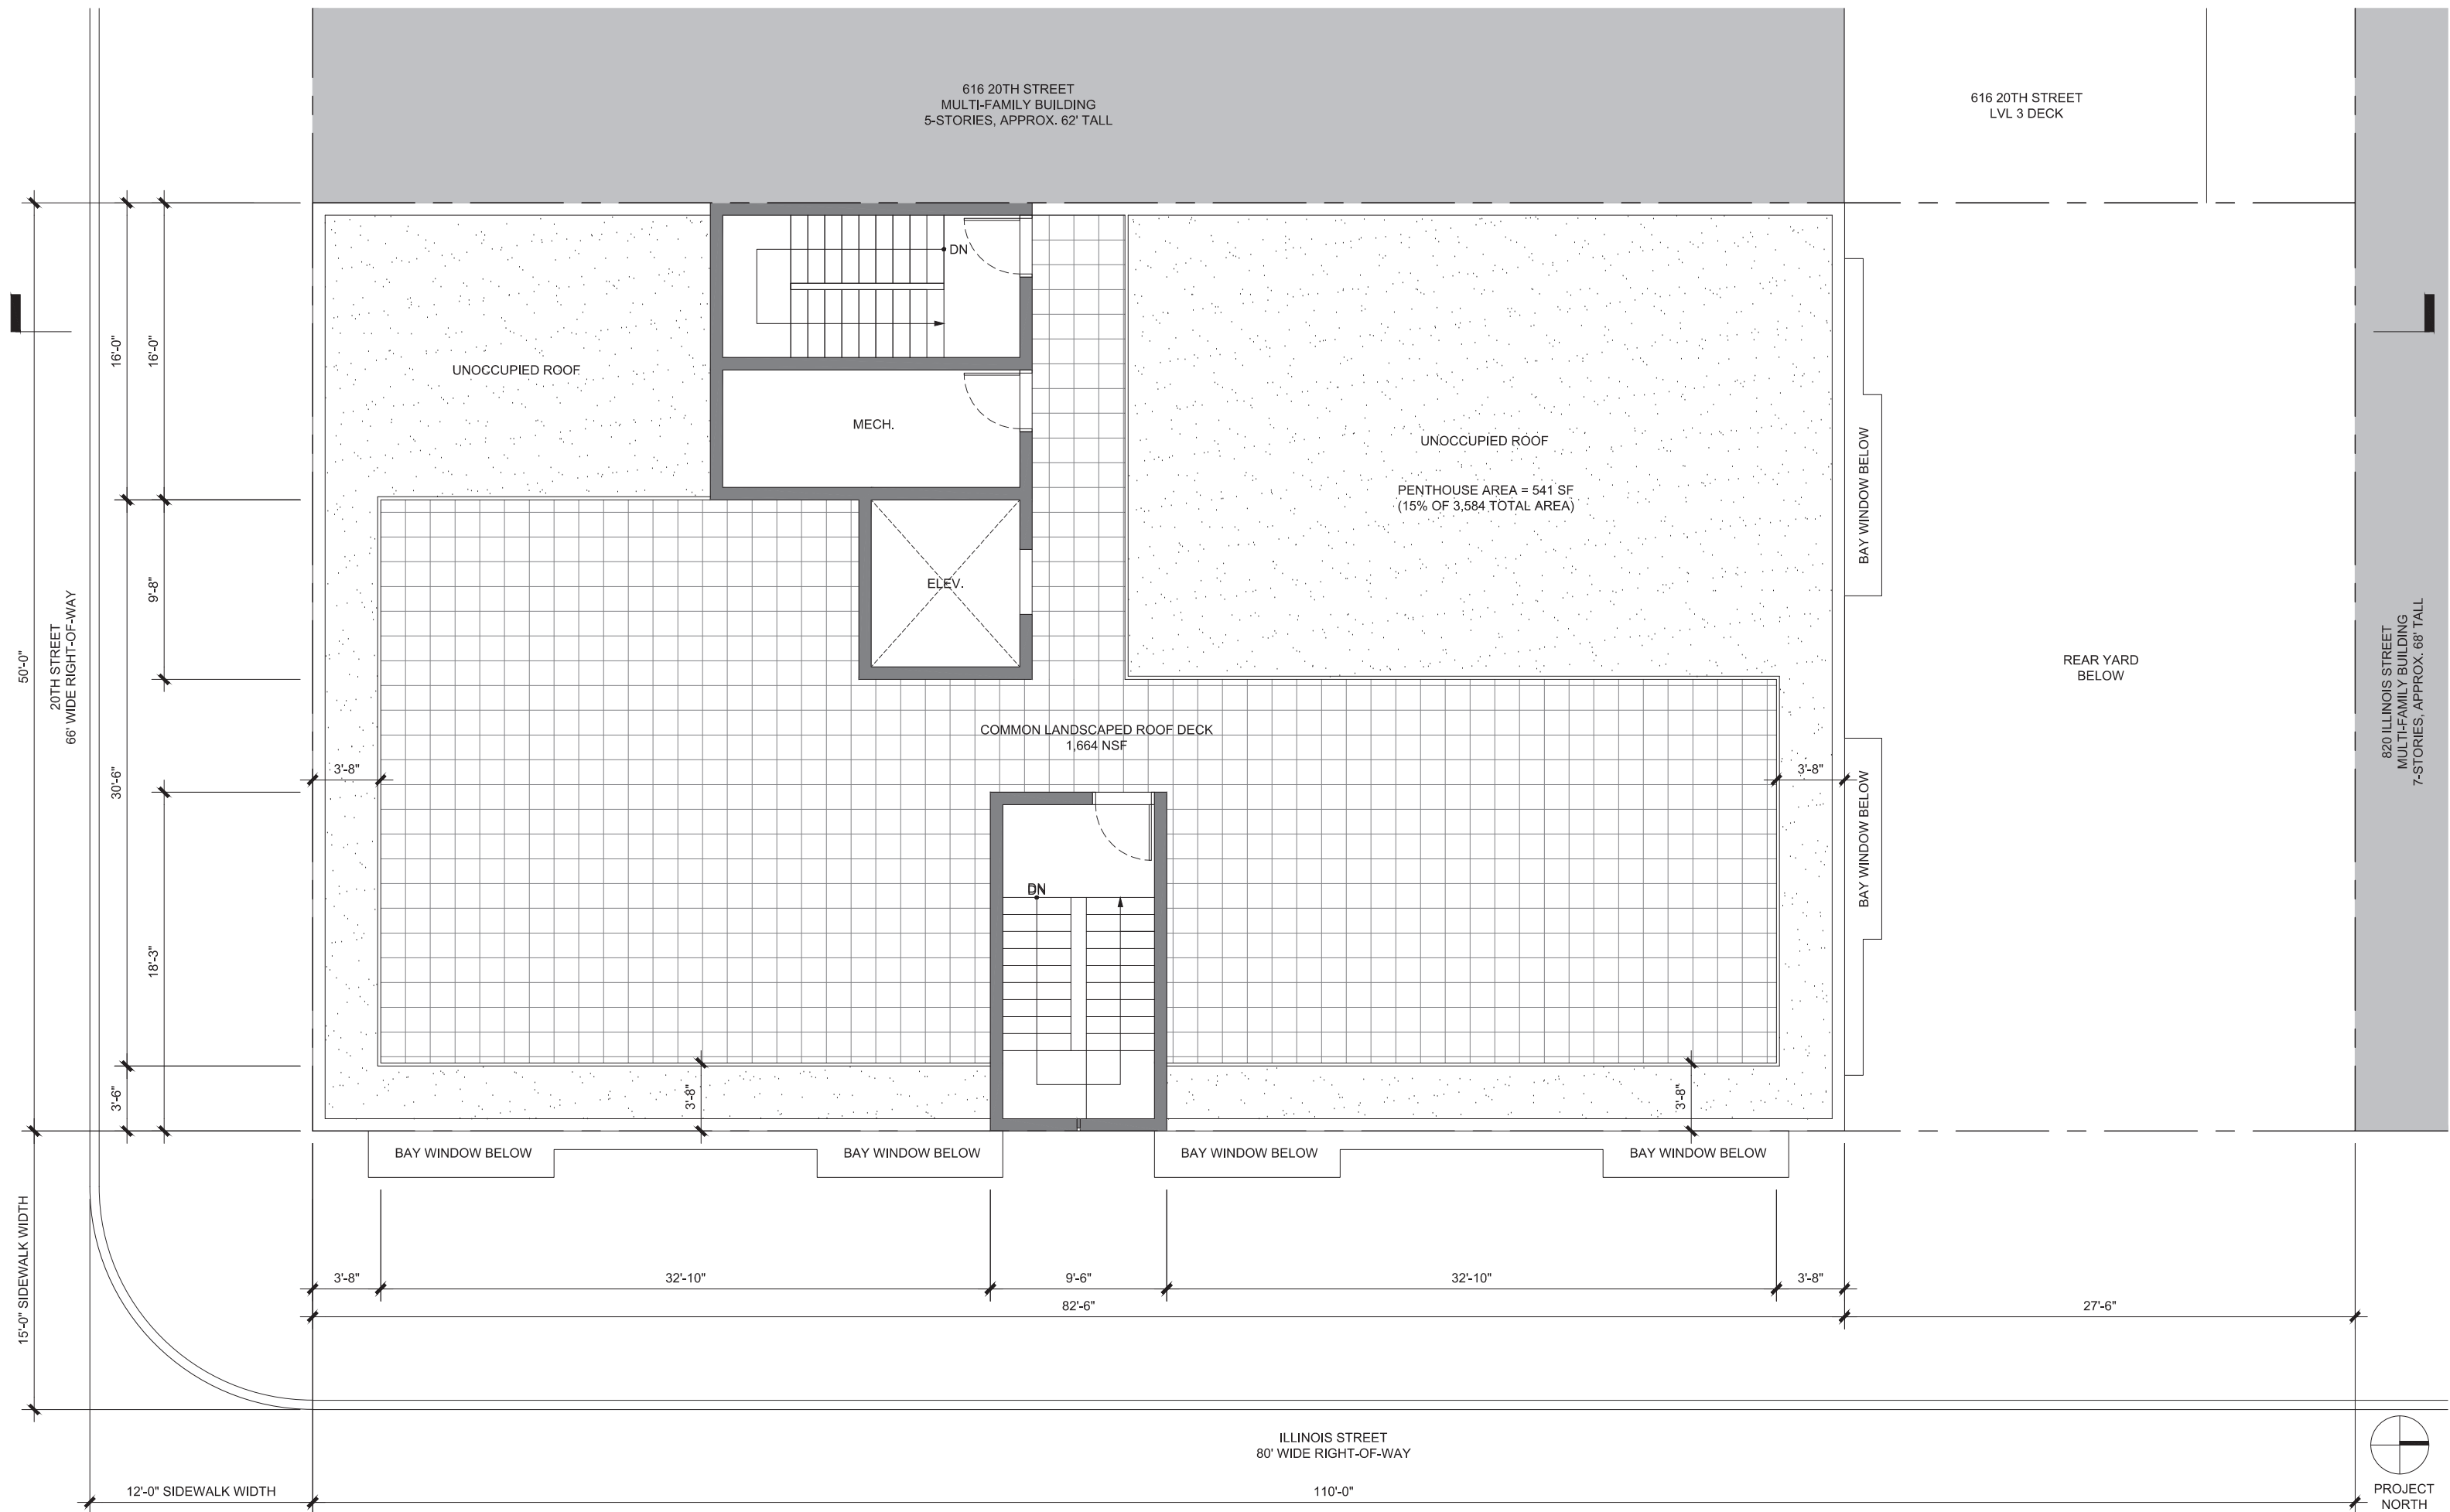 616 20TH STREET
MULTI-FAMILY BUILDING
5-STORIES, APPROX. 62' TALL
616 20TH STREET
LVL 3 DECK
DN
16'-0"
16'-0"
UNOCCUPIED ROOF
MECH.
UNOCCUPIED ROOF
PENTHOUSE AREA = 541 SF
(15% OF 3,584 TOTAL AREA)
BAY WINDOW BELOW
9'-8"
ELEV.
50'-0"
20TH STREET
66' WIDE RIGHT-OF-WAY
REAR YARD
BELOW
820 ILLINOIS STREET
MULTI-FAMILY BUILDING
7-STORIES, APPROX. 68' TALL
COMMON LANDSCAPED ROOF DECK
1,664 NSF
3'-8"
3'-8"
30'-6"
BAY WINDOW BELOW
DN
DN
18'-3"
3'-6"
3'-8"
3'-8"
BAY WINDOW BELOW
BAY WINDOW BELOW
BAY WINDOW BELOW
BAY WINDOW BELOW
15'-0" SIDEWALK WIDTH
3'-8"
32'-10"
9'-6"
32'-10"
3'-8"
82'-6"
27'-6"
ILLINOIS STREET
80' WIDE RIGHT-OF-WAY
12'-0" SIDEWALK WIDTH
110'-0"
PROJECT
NORTH